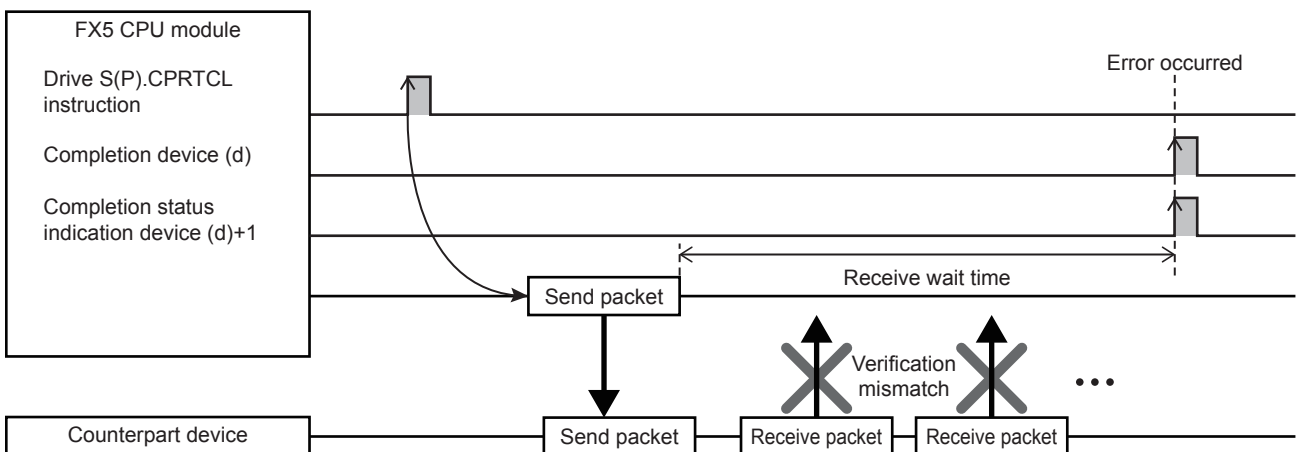 FX5 CPU module
Drive S(P).CPRTCL
instruction
Error occurred
Completion device (d)
Completion status
indication device (d)+1
Receive wait time
Send packet
Verification
mismatch
Counterpart device
Send packet
Receive packet
Receive packet